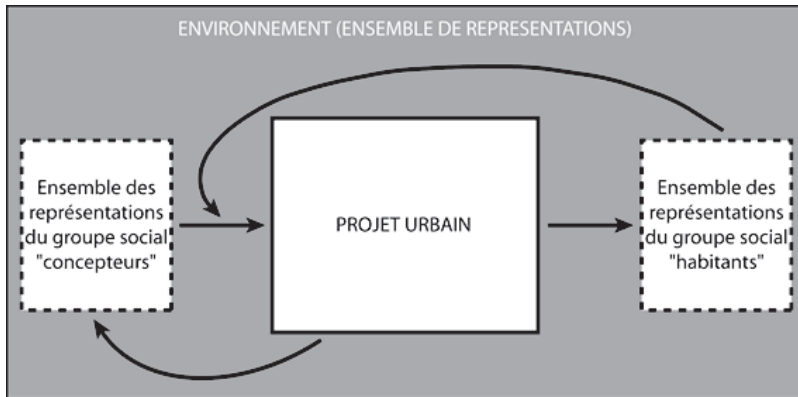 ENVIRONNEMENT (ENSEMBLE DE REPRESENTATIONS)
Ensemble des
représentations
du groupe social
"concepteurs"
PROJET URBAIN
Ensemble des
représentations
du groupe social
"habitants"